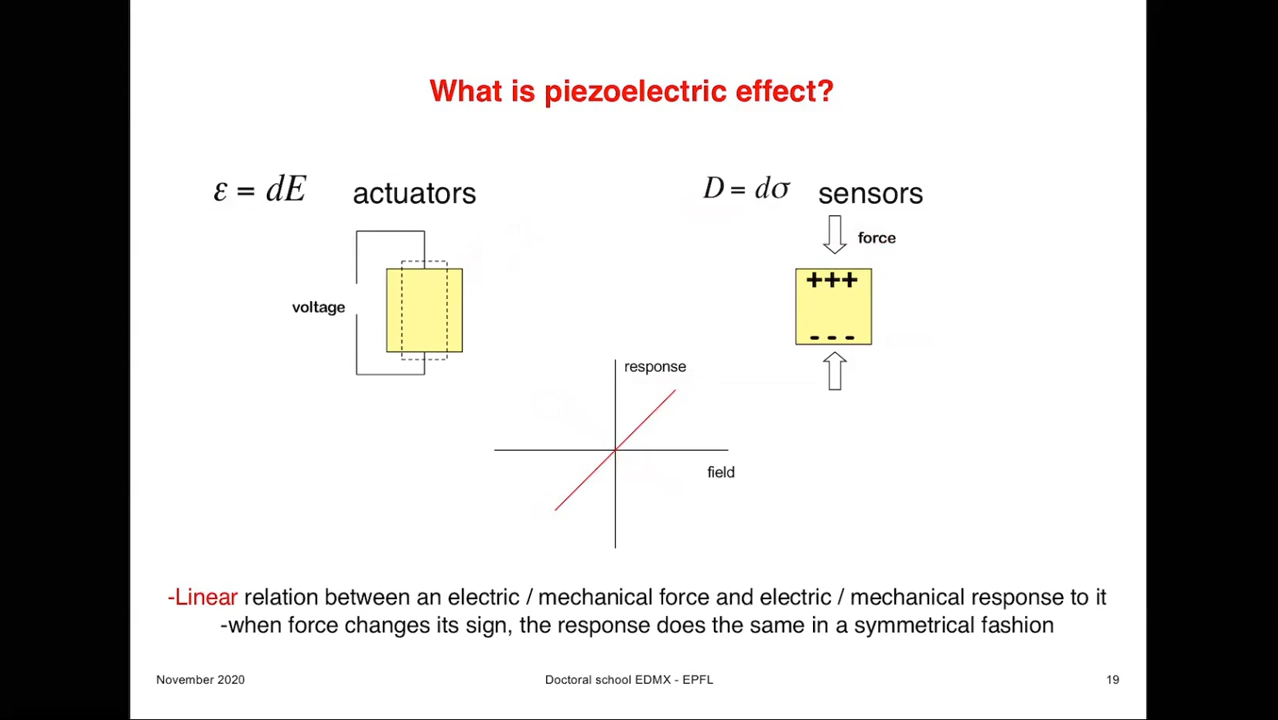 What is piezoelectric effect?
ε = dE actuators
D = dσ sensors
force
voltage
+++
- - -
response
field
-Linear relation between an electric / mechanical force and electric / mechanical response to it
-when force changes its sign, the response does the same in a symmetrical fashion
November 2020
Doctoral school EDMX - EPFL
19